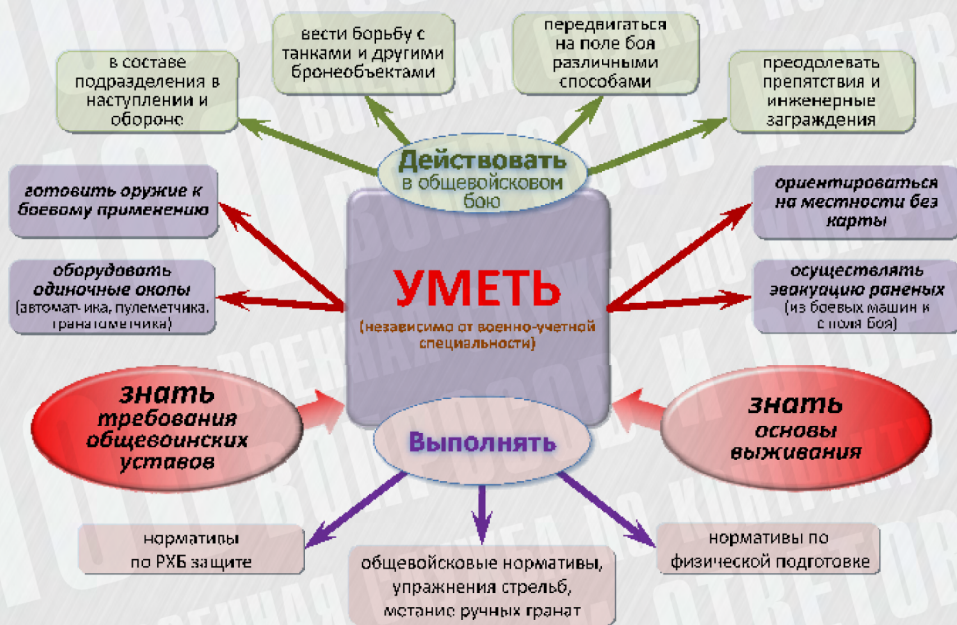 в составе
подразделения в
наступлении и
обороне
вести борьбу с
танками и другими
бронеобъектами
передвигаться
на поле боя
различными
способами
преодолевать
препятствия и
инженерные
заграждения
Действовать
в общевойсковом
бою
готовить оружие к
боевому применению
ориентироваться
на местности без
карты
оборудовать
одиночные окопы
(автоматчика, пулеметчика,
гранатометчика)
УМЕТЬ
(независимо от военно-учетной
специальности)
осуществлять
эвакуацию раненых
(из боевых машин и
с поля боя)
знать
требования
общевоинских
уставов
знать
основы
выживания
Выполнять
нормативы
по РХБ защите
общевойсковые нормативы,
упражнения стрельб,
метание ручных гранат
нормативы по
физической подготовке